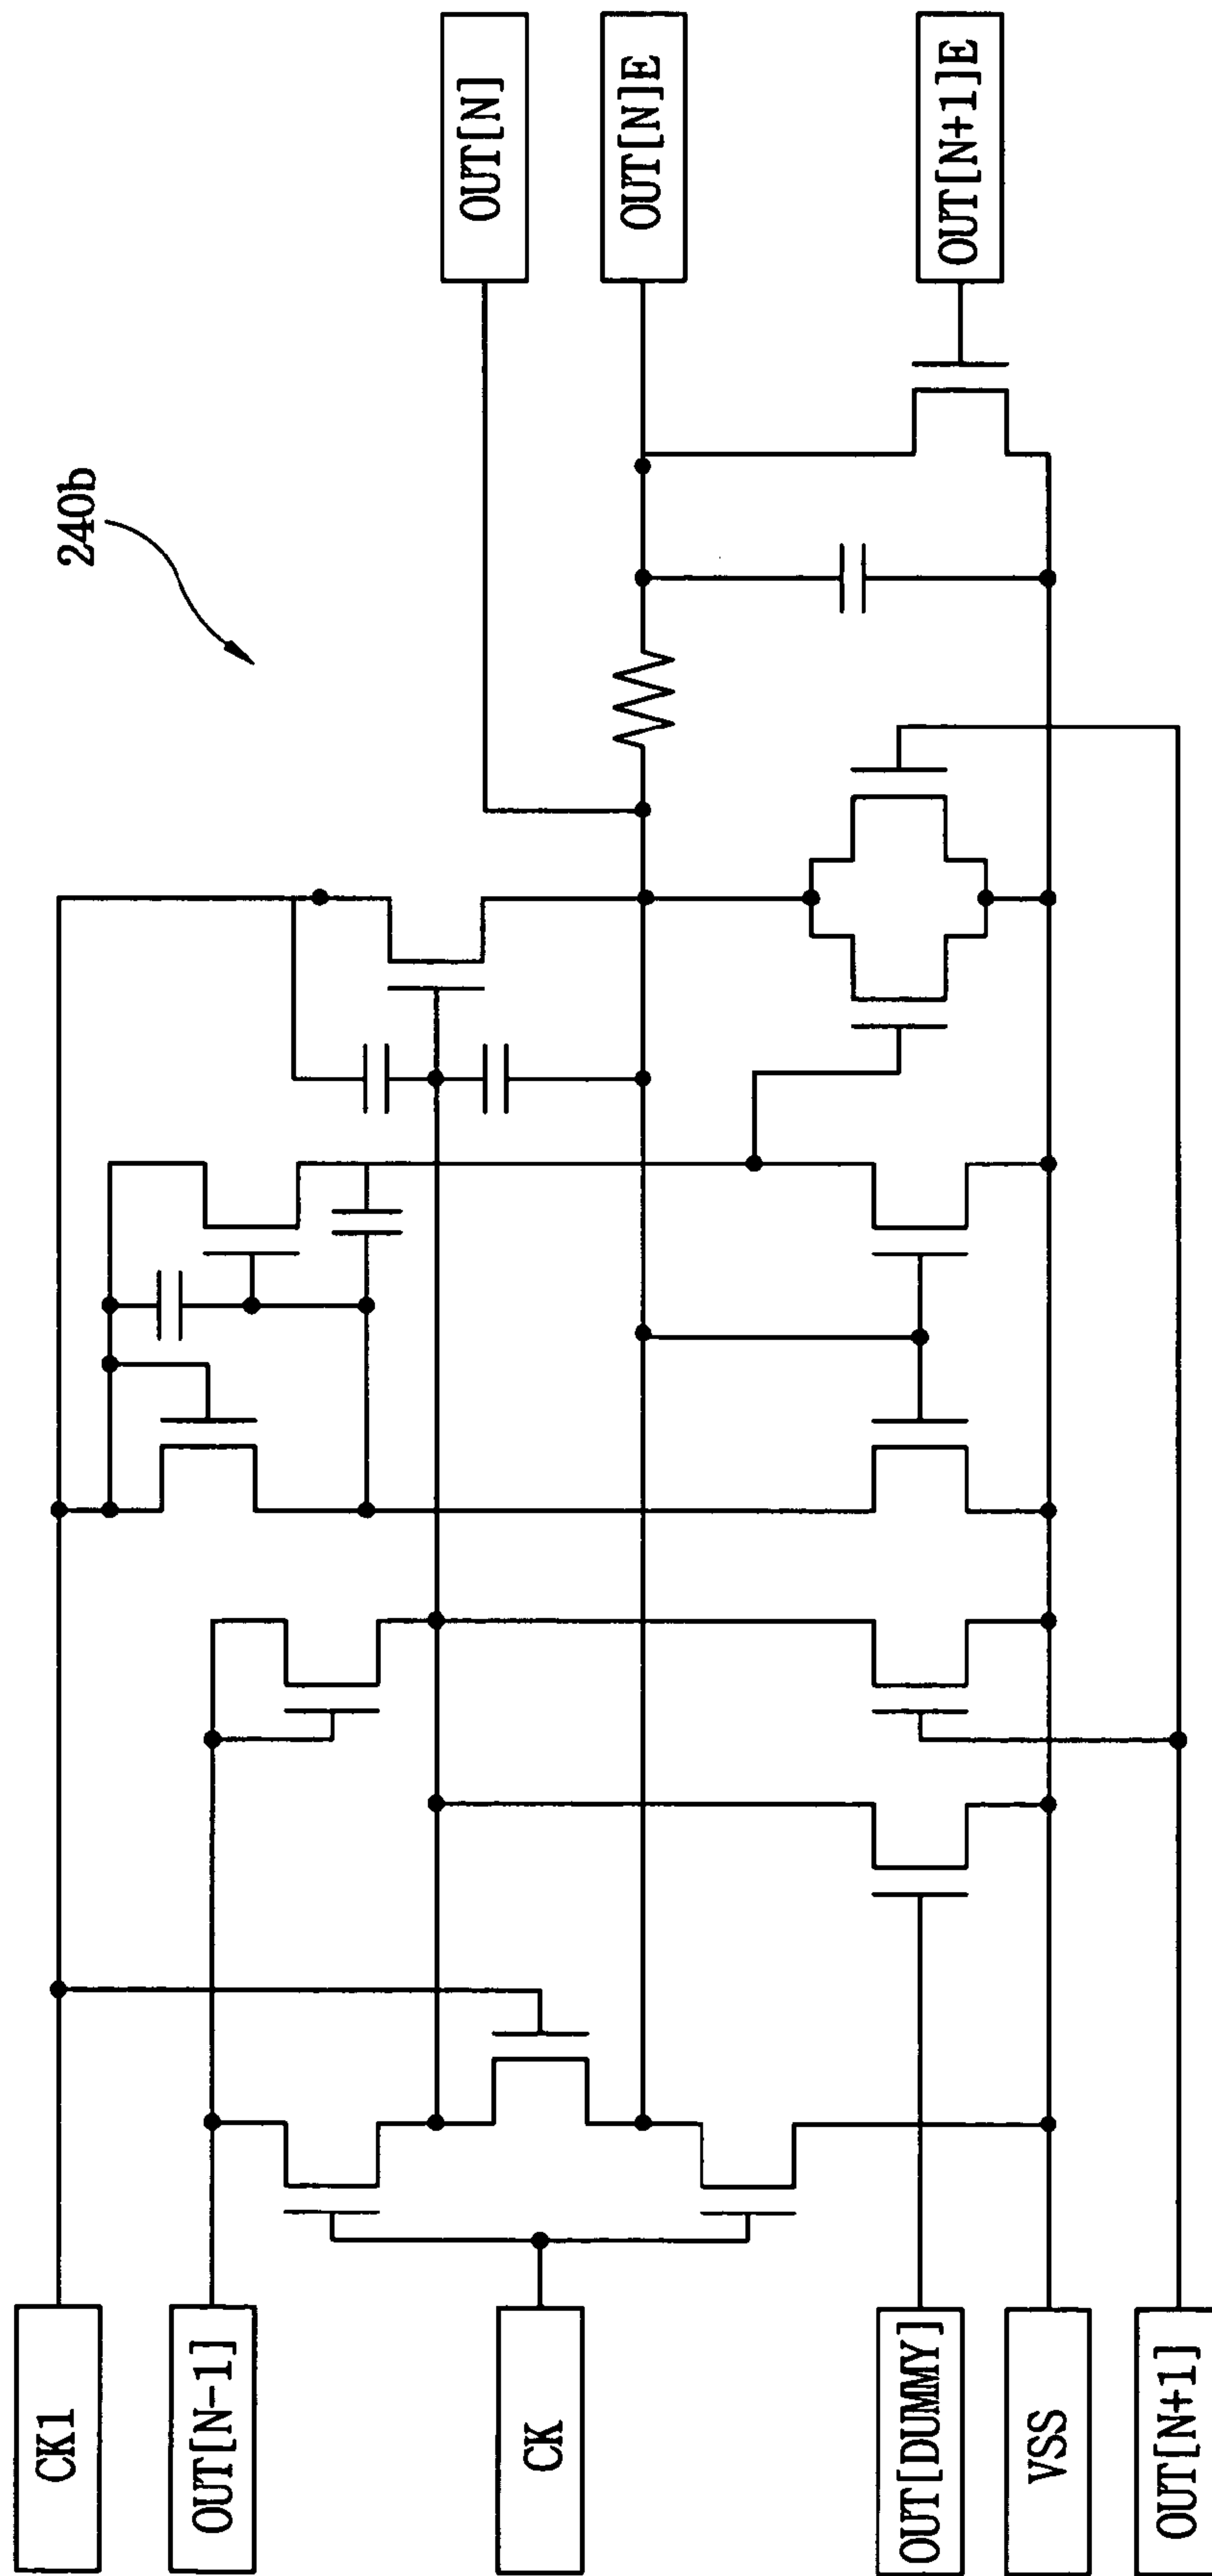 240b
OUT[N]
OUT[N]E
OUT[N+1]E
CK1
OUT[N-1]
CK
OUT[DUMMY]
VSS
OUT[N+1]